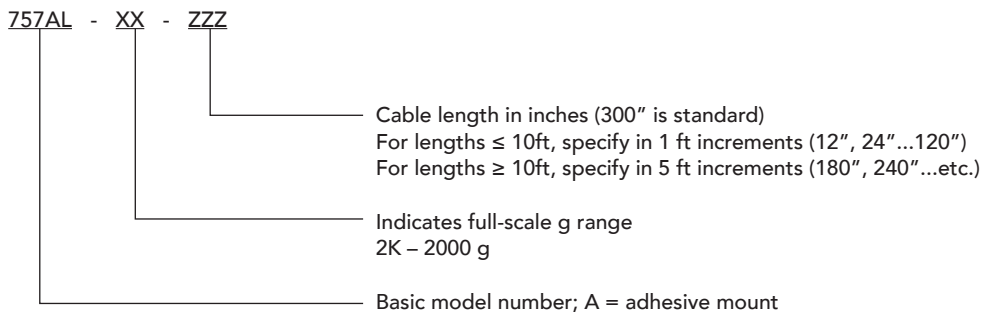 757AL - XX - ZZZ
Cable length in inches (300” is standard)
For lengths ≤ 10ft, specify in 1 ft increments (12”, 24”...120”)
For lengths ≥ 10ft, specify in 5 ft increments (180”, 240”...etc.)
Indicates full-scale g range
2K – 2000 g
Basic model number; A = adhesive mount